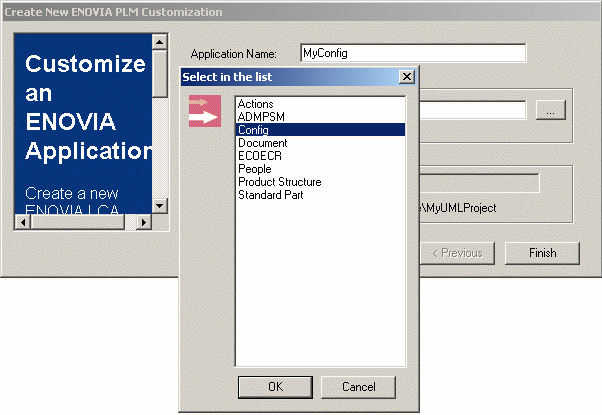 Create New ENOVIA PLM Customization
Customize
an
ENOVIA
Application
Create a new
ENOVIA LCA
Application Name:
MyConfig
...
e\MyUMLProject
< Previous
Finish
Select in the list
Actions
ADMPSM
Config
Document
ECOECR
People
Product Structure
Standard Part
OK
Cancel